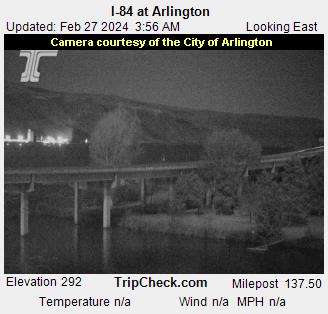 I-84 at Arlington
Updated: Feb 27 2024 3:56 AM Looking East
Camera courtesy of the City of Arlington
Elevation 292 TripCheck.com Milepost 137.50
Temperature n/a Wind n/a MPH n/a